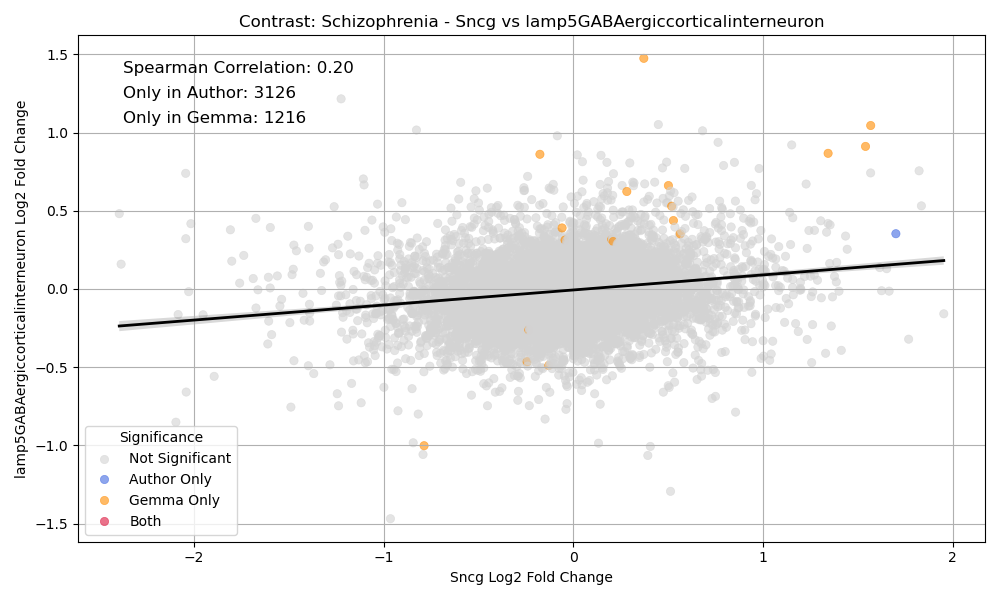 Contrast: Schizophrenia - Sncg vs lamp5GABAergiccorticalinterneuron
Spearman Correlation: 0.20
Only in Author: 3126
Only in Gemma: 1216
lamp5GABAergiccorticalinterneuron Log2 Fold Change
1.5
1.0
0.5
0.0
−0.5
−1.0
−1.5
Significance
Not Significant
Author Only
Gemma Only
Both
−2
−1
0
1
2
Sncg Log2 Fold Change